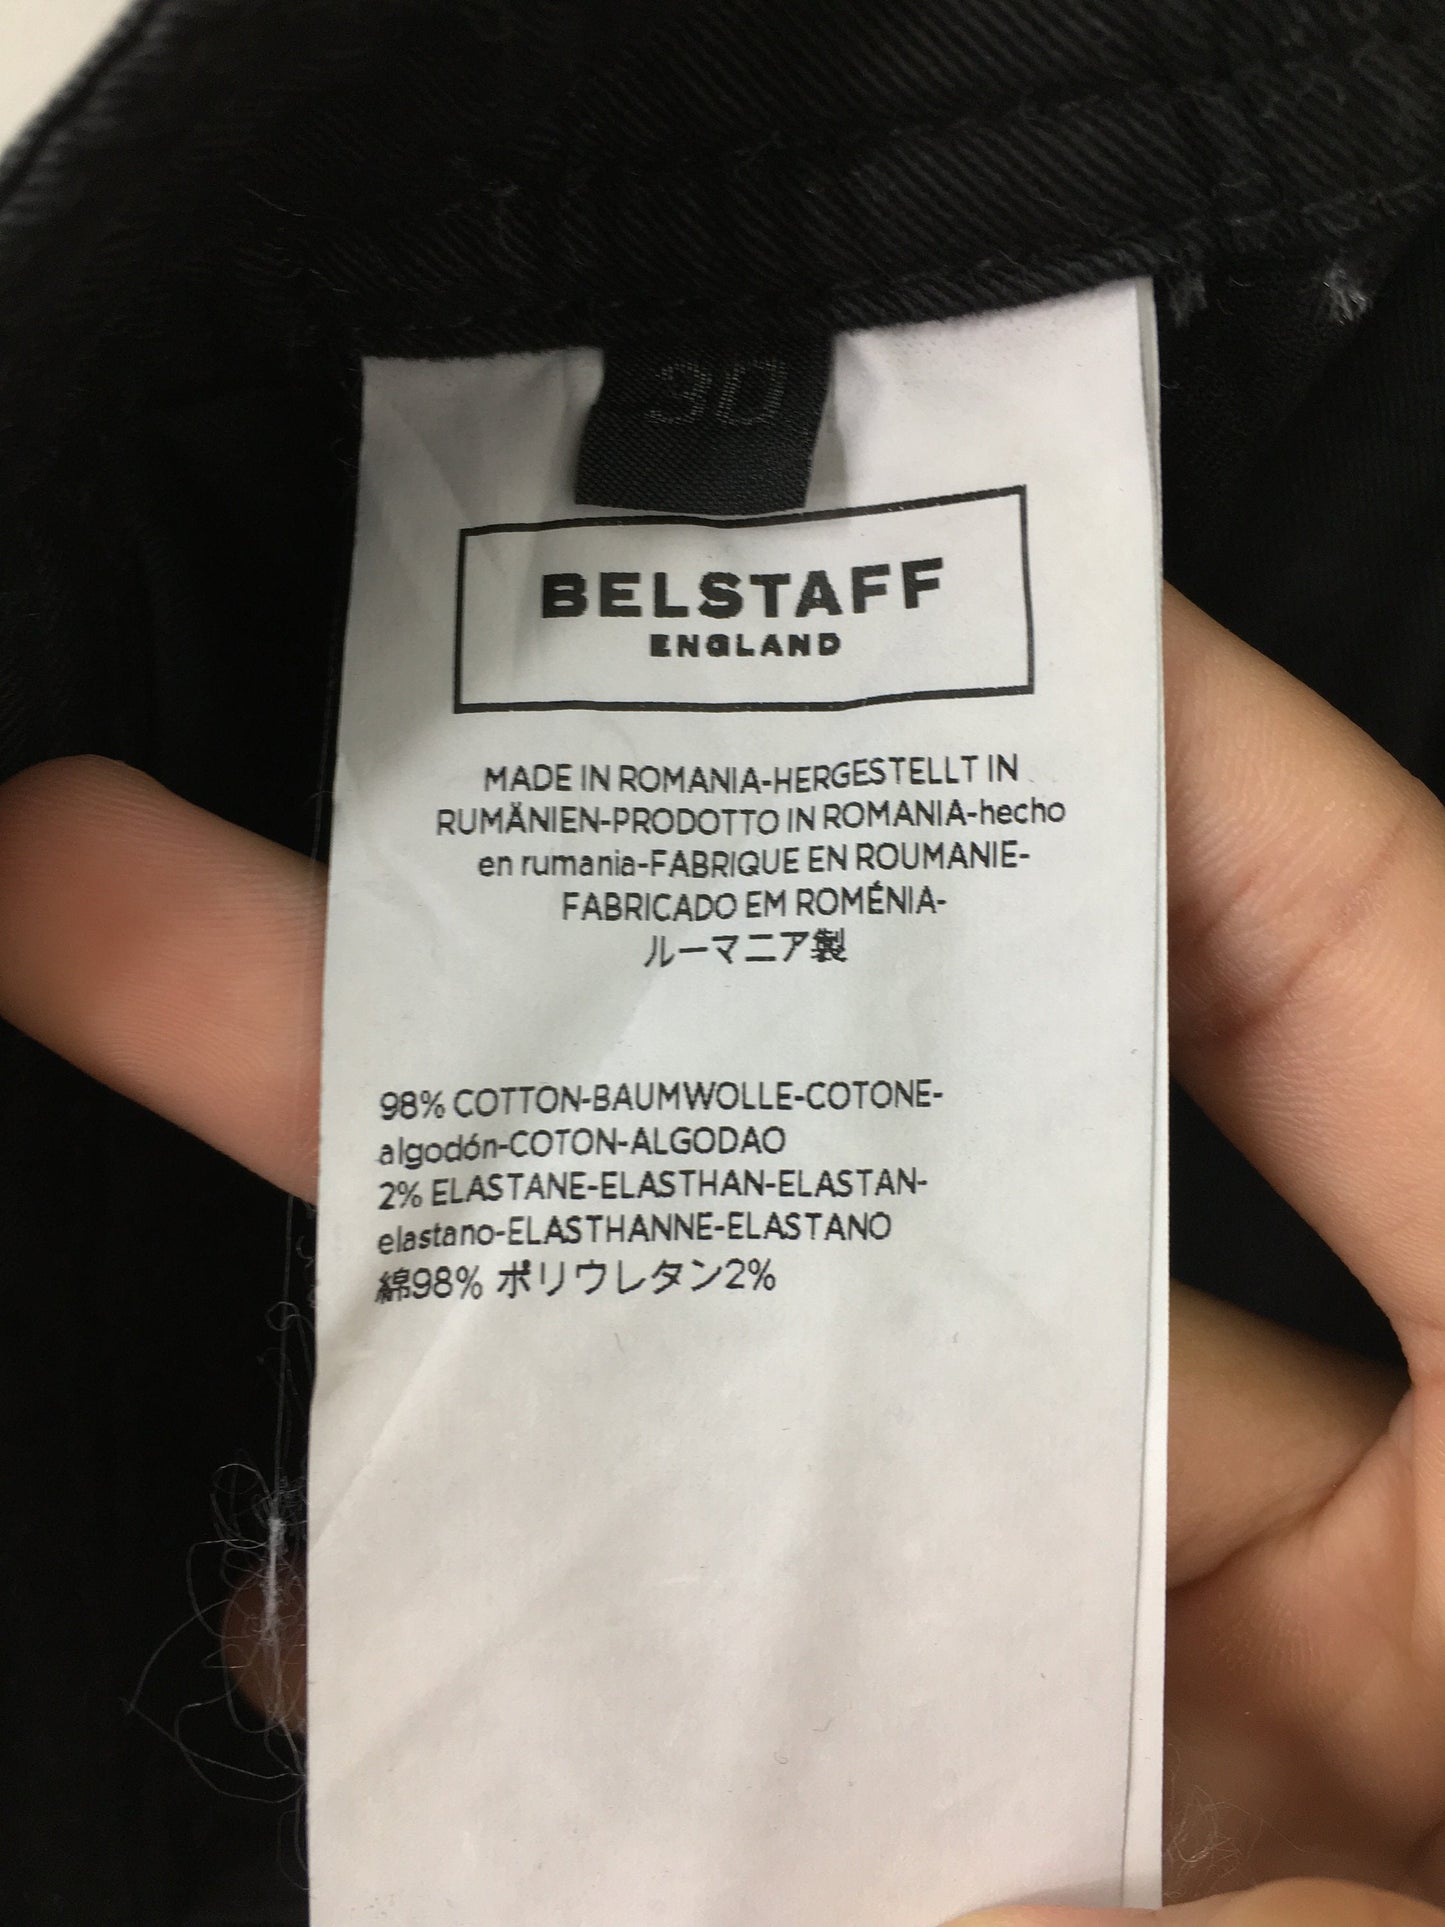 30
BELSTAFF
ENGLAND
MADE IN ROMANIA-HERGESTELLT IN
RUMÄNIEN-PRODOTTO IN ROMANIA-hecho
en rumania-FABRIQUE EN ROUMANIE-
FABRICADO EM ROMÉNIA-
ルーマニア製
98% COTTON-BAUMWOLLE-COTONE-
algodón-COTON-ALGODAO
2% ELASTANE-ELASTHAN-ELASTAN-
elastano-ELASTHANNE-ELASTANO
綿98% ポリウレタン2%